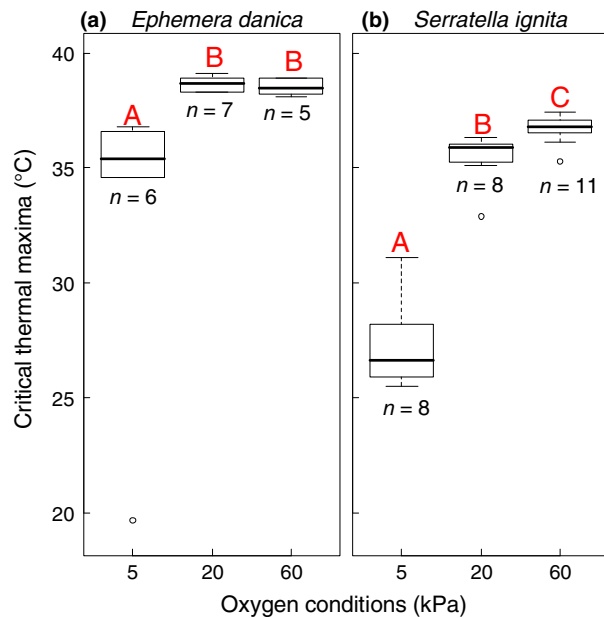 (a) Ephemera danica
(b) Serratella ignita
Critical thermal maxima (°C)
40
35
30
25
20
A
n = 6
B
n = 7
B
n = 5
A
n = 8
B
n = 8
C
n = 11
5 20 60
5 20 60
Oxygen conditions (kPa)